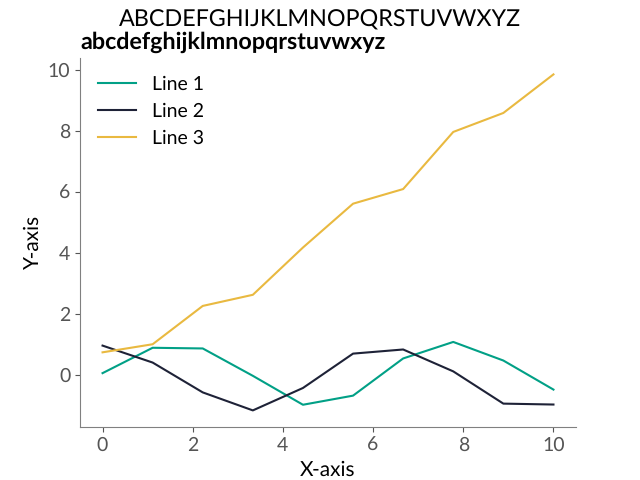 ABCDEFGHIJKLMNOPQRSTUVWXYZ
abcdefghijklmnopqrstuvwxyz
10
8
6
4
2
0
Y-axis
Line 1
Line 2
Line 3
0 2 4 6 8 10
X-axis